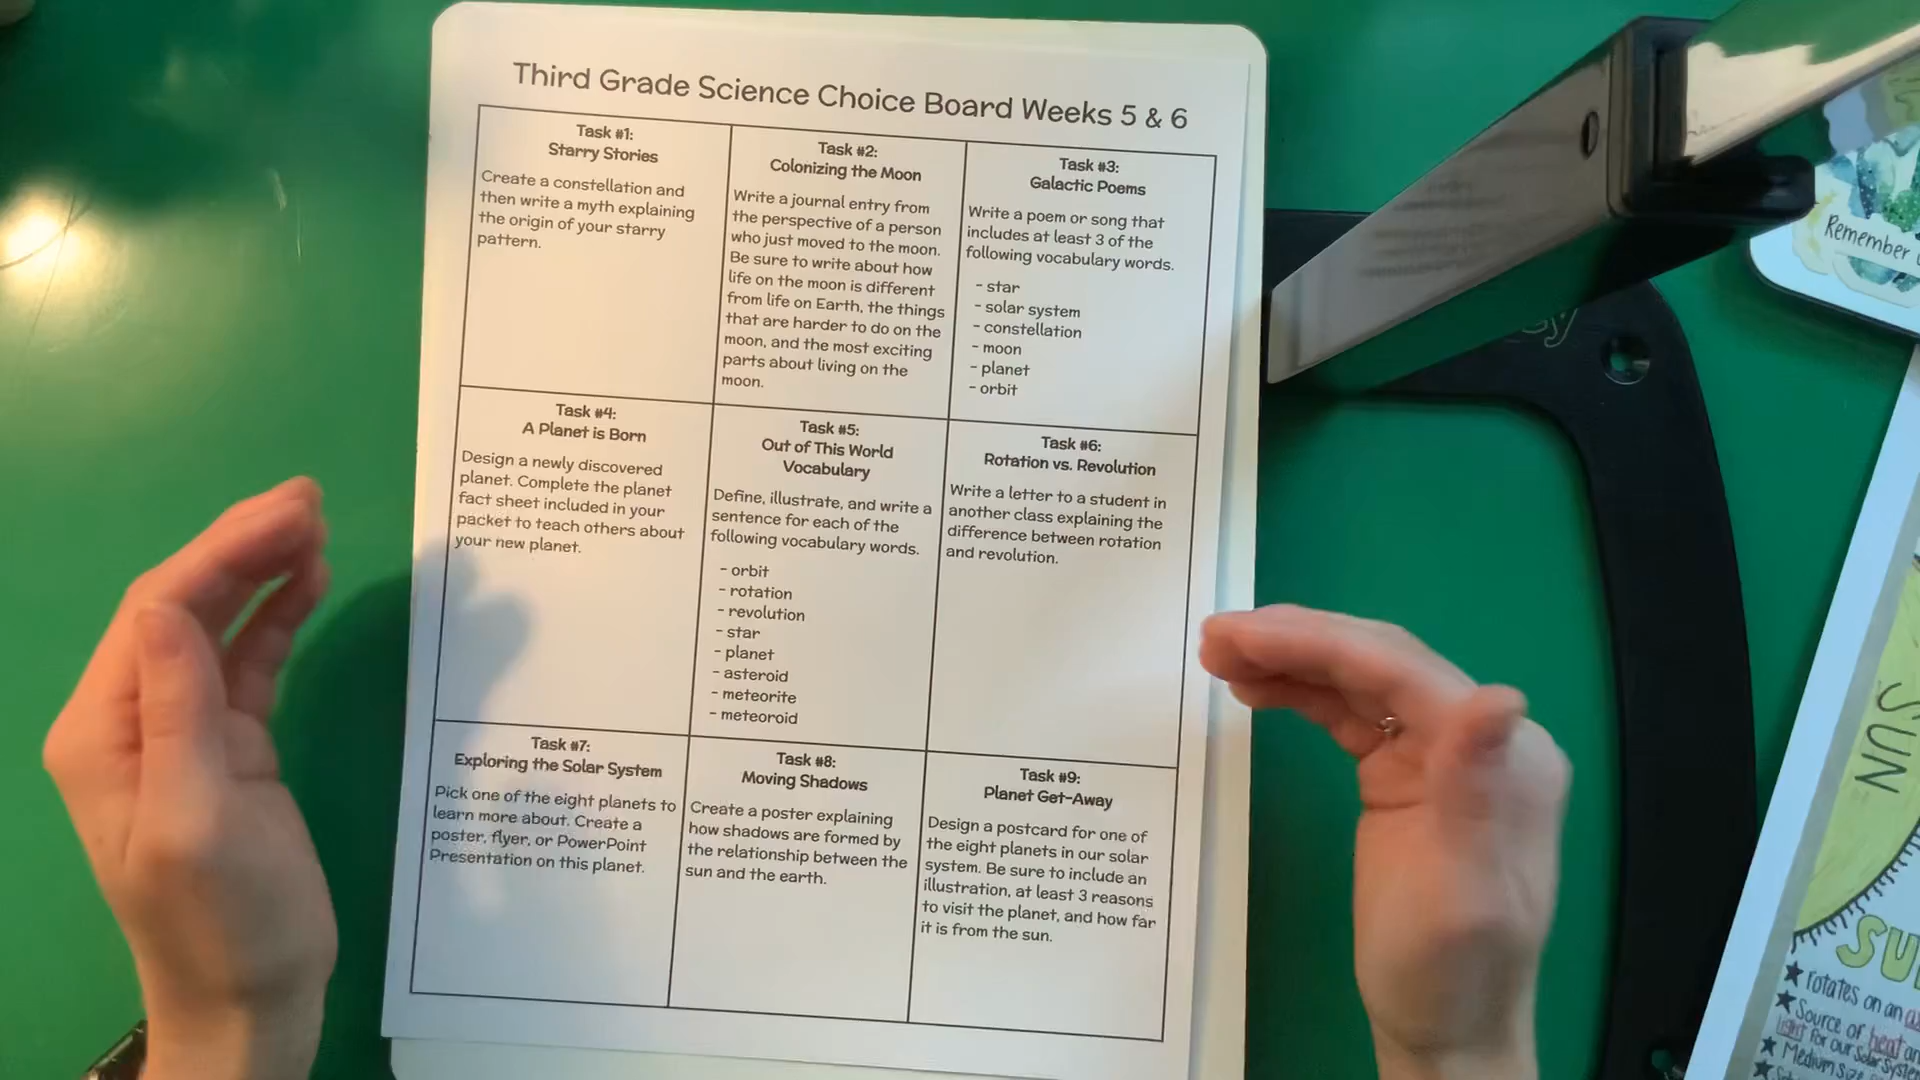 Third Grade Science Choice Board Weeks 5 & 6
Task #1:
Starry Stories
Create a constellation and
then write a myth explaining
the origin of your starry
pattern.
Task #2:
Colonizing the Moon
Write a journal entry from
the perspective of a person
who just moved to the moon.
Be sure to write about how
life on the moon is different
from life on Earth, the things
that are harder to do on the
moon, and the most exciting
parts about living on the
moon.
Task #3:
Galactic Poems
Write a poem or song that
includes at least 3 of the
following vocabulary words.
- star
- solar system
- constellation
- moon
- planet
- orbit
Task #4:
A Planet is Born
Design a newly discovered
planet. Complete the planet
fact sheet included in your
packet to teach others about
your new planet.
Task #5:
Out of This World
Vocabulary
Define, illustrate, and write a
sentence for each of the
following vocabulary words.
- orbit
- rotation
- revolution
- star
- planet
- asteroid
- meteorite
- meteoroid
Task #6:
Rotation vs. Revolution
Write a letter to a student in
another class explaining the
difference between rotation
and revolution.
Task #7:
Exploring the Solar System
Pick one of the eight planets to
learn more about. Create a
poster, flyer, or PowerPoint
Presentation on this planet.
Task #8:
Moving Shadows
Create a poster explaining
how shadows are formed by
the relationship between the
sun and the earth.
Task #9:
Planet Get-Away
Design a postcard for one of
the eight planets in our solar
system. Be sure to include an
illustration, at least 3 reasons
to visit the planet, and how far
it is from the sun.
Remember
SUN
★ rotates on an
★ Source of heat
light for our solar system
★ Medium